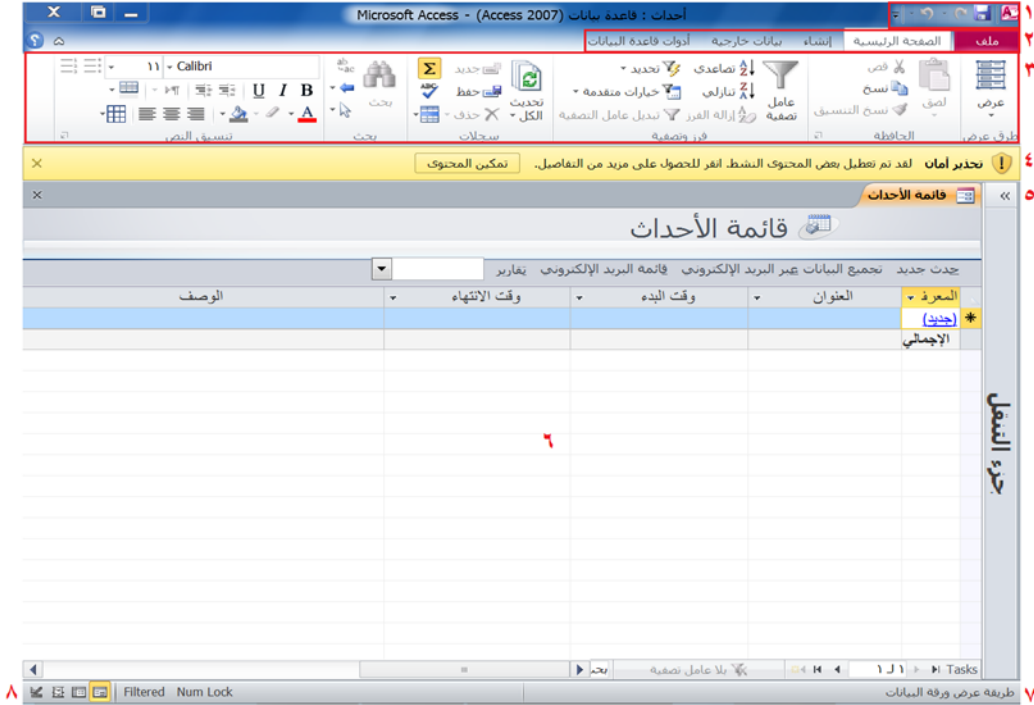 أحداث : قاعدة بيانات (Access 2007) - Microsoft Access
١
ملف الصفحة الرئيسية إنشاء بيانات خارجية أدوات قاعدة البيانات
٢
٣
عرض
طرق عرض
لصق
قص
نسخ
نسخ التنسيق
الحافظة
عامل تصفية
تصاعدي
تنازلي
إزالة الفرز
تحديد
خيارات متقدمة
تبديل عامل التصفية
فرز وتصفية
تحديث الكل
جديد
حفظ
حذف
سجلات
بحث
بحث
Calibri ١١
B I U
A
تنسيق النص
٤
تحذير أمان لقد تم تعطيل بعض المحتوى النشط. انقر للحصول على مزيد من التفاصيل. تمكين المحتوى
٥
قائمة الأحداث
قائمة الأحداث
حدث جديد تجميع البيانات عبر البريد الإلكتروني قائمة البريد الإلكتروني تقارير
المعرف العنوان وقت البدء وقت الانتهاء الوصف
(جديد)
الإجمالي
جزء التنقل
٦
Tasks ١ لـ ١ بلا عامل تصفية بحث
٧
طريقة عرض ورقة البيانات
Filtered Num Lock
٨